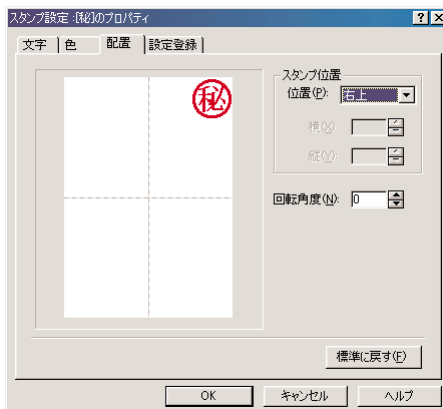 スタンプ設定 :[秘]のプロパティ
文字
色
配置
設定登録
秘
スタンプ位置
位置(P): 右上
横(X):
縦(Y):
回転角度(N): 0
標準に戻す(F)
OK
キャンセル
ヘルプ